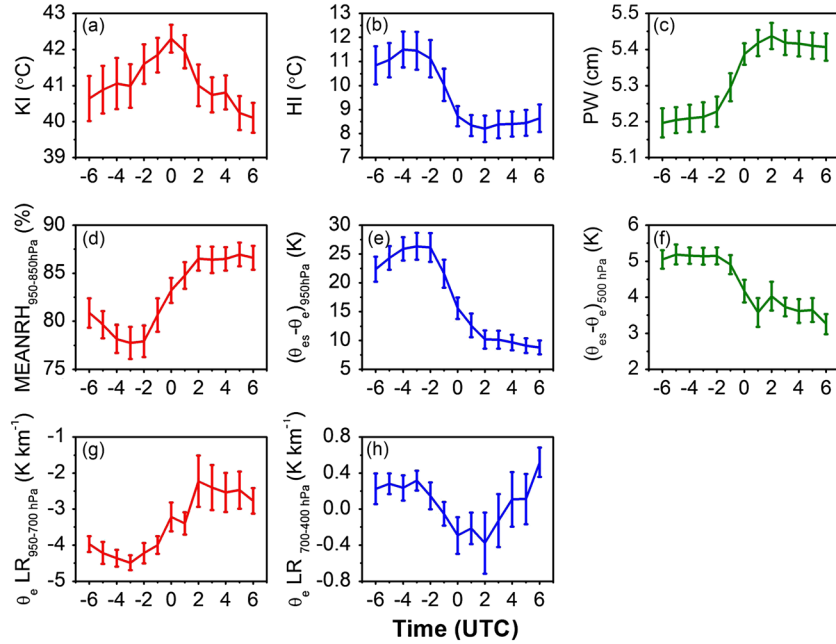 (a)
KI (°C)
43
42
41
40
39
-6 -4 -2 0 2 4 6
(b)
HI (°C)
13
12
11
10
9
8
7
-6 -4 -2 0 2 4 6
(c)
PW (cm)
5.5
5.4
5.3
5.2
5.1
-6 -4 -2 0 2 4 6
(d)
MEANRH950-850hPa (%)
90
85
80
75
-6 -4 -2 0 2 4 6
(e)
(θes-θe)950hPa (K)
30
25
20
15
10
5
-6 -4 -2 0 2 4 6
(f)
(θes-θe)500 hPa (K)
6
5
4
3
2
-6 -4 -2 0 2 4 6
(g)
θe LR950-700 hPa (K km-1)
-1
-2
-3
-4
-5
-6 -4 -2 0 2 4 6
(h)
θe LR 700-400 hPa (K km-1)
0.8
0.4
0.0
-0.4
-0.8
-6 -4 -2 0 2 4 6
Time (UTC)